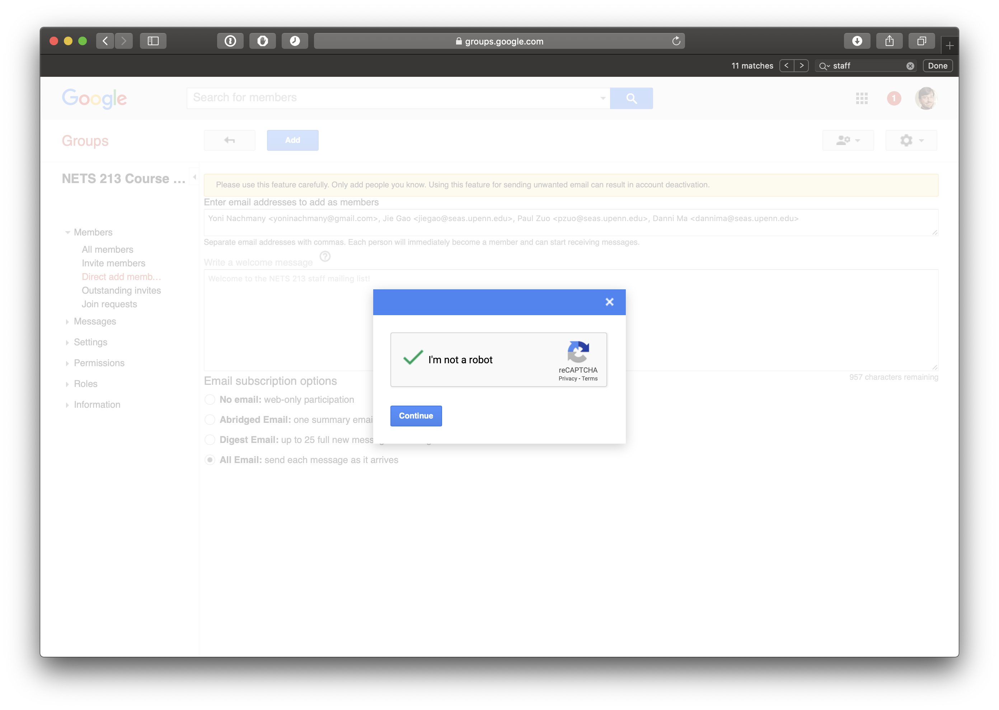 groups.google.com
11 matches
staff
Done
Google
Search for members
1
Groups
Add
NETS 213 Course ...
Please use this feature carefully. Only add people you know. Using this feature for sending unwanted email can result in account deactivation.
Enter email addresses to add as members
Yoni Nachmany <yoninachmany@gmail.com>, Jie Gao <jiegao@seas.upenn.edu>, Paul Zuo <pzuo@seas.upenn.edu>, Danni Ma <dannima@seas.upenn.edu>
Separate email addresses with commas. Each person will immediately become a member and can start receiving messages.
Write a welcome message
Welcome to the NETS 213 staff mailing list!
Members
All members
Invite members
Direct add memb...
Outstanding invites
Join requests
Messages
Settings
Permissions
Roles
Information
I'm not a robot
reCAPTCHA
Privacy - Terms
Continue
957 characters remaining
Email subscription options
No email: web-only participation
Abridged Email: one summary emai
Digest Email: up to 25 full new mess
All Email: send each message as it arrives